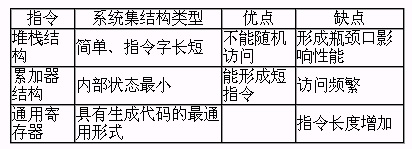 指令 系统集结构类型 优点 缺点
堆栈结 简单、指令字长短 不能随机 形成瓶颈口影
构 访问 响性能
累加器 内部状态最小 能形成短 访问频繁
结构 指令
通用寄 具有生成代码的最通 指令长度增加
存器 用形式